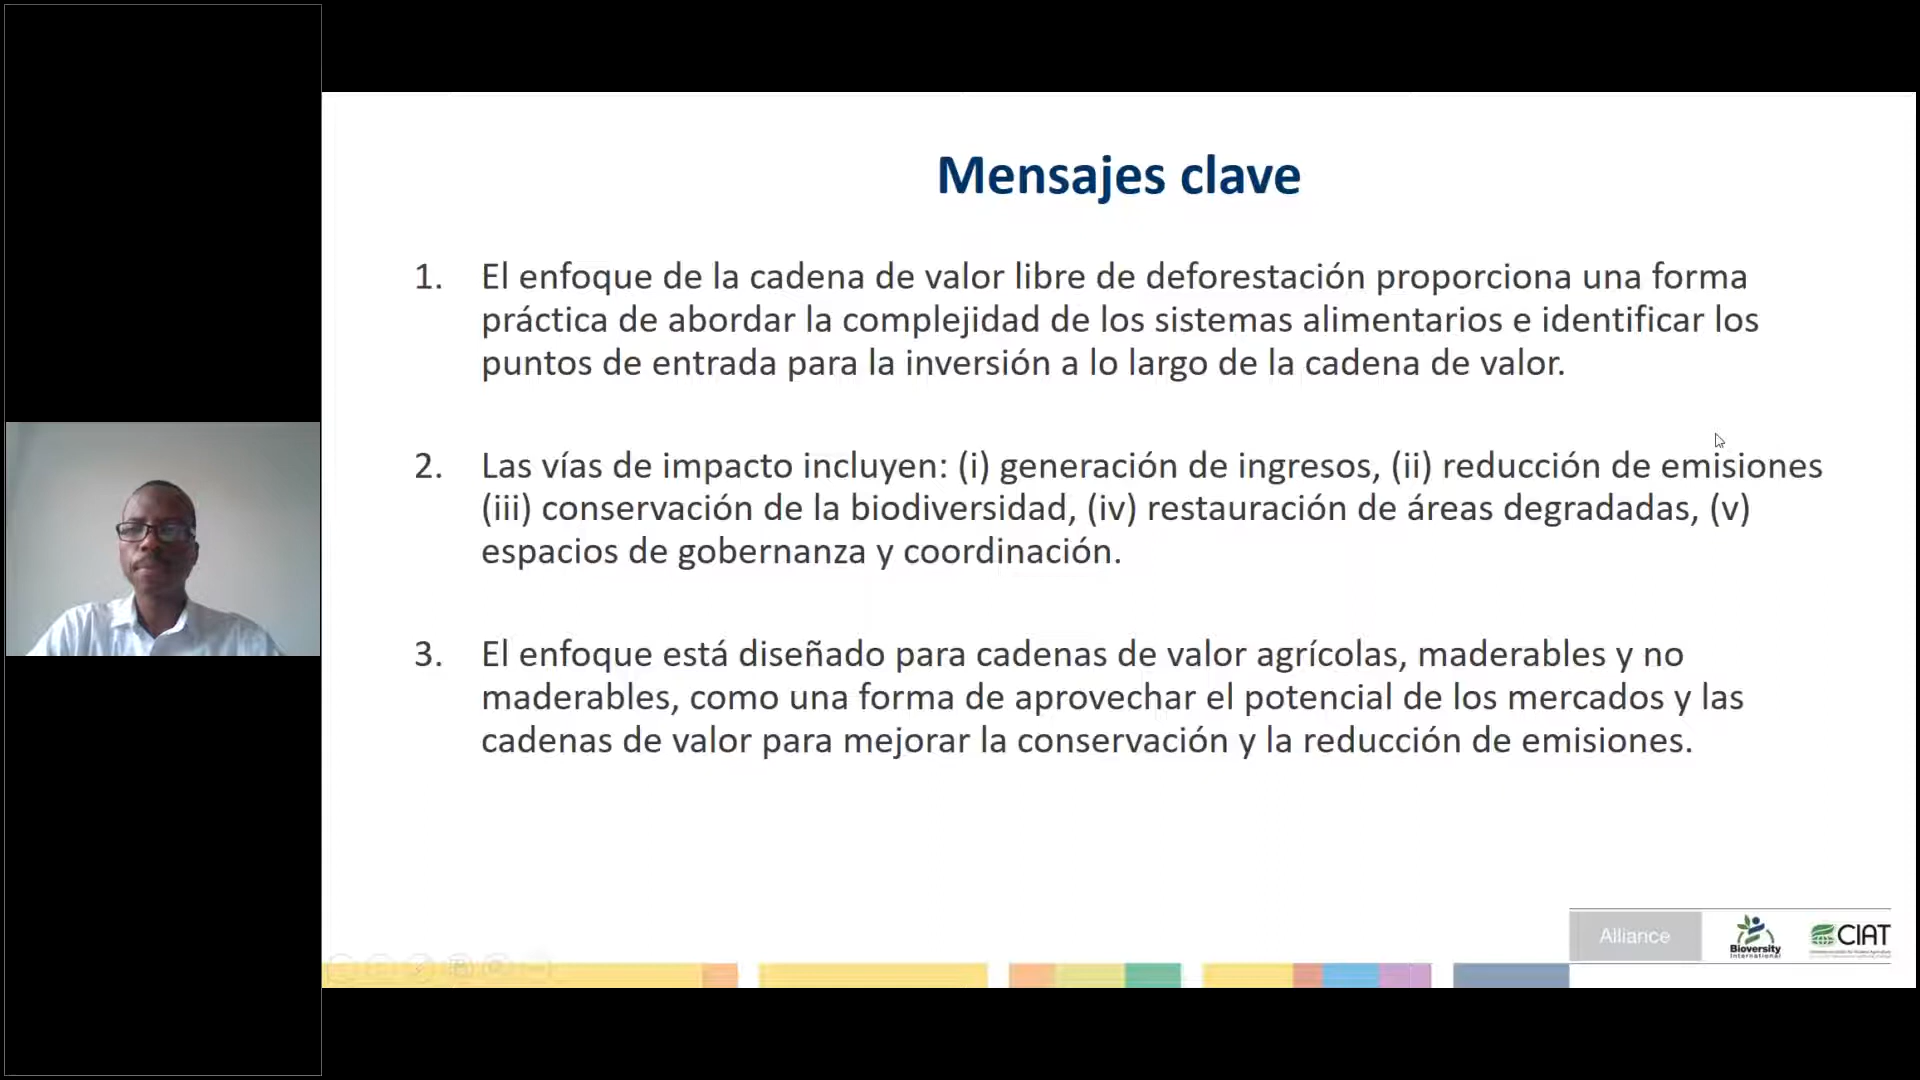 Mensajes clave
1. El enfoque de la cadena de valor libre de deforestación proporciona una forma
práctica de abordar la complejidad de los sistemas alimentarios e identificar los
puntos de entrada para la inversión a lo largo de la cadena de valor.
2. Las vías de impacto incluyen: (i) generación de ingresos, (ii) reducción de emisiones
(iii) conservación de la biodiversidad, (iv) restauración de áreas degradadas, (v)
espacios de gobernanza y coordinación.
3. El enfoque está diseñado para cadenas de valor agrícolas, maderables y no
maderables, como una forma de aprovechar el potencial de los mercados y las
cadenas de valor para mejorar la conservación y la reducción de emisiones.
Alliance
Bioversity
International
CIAT